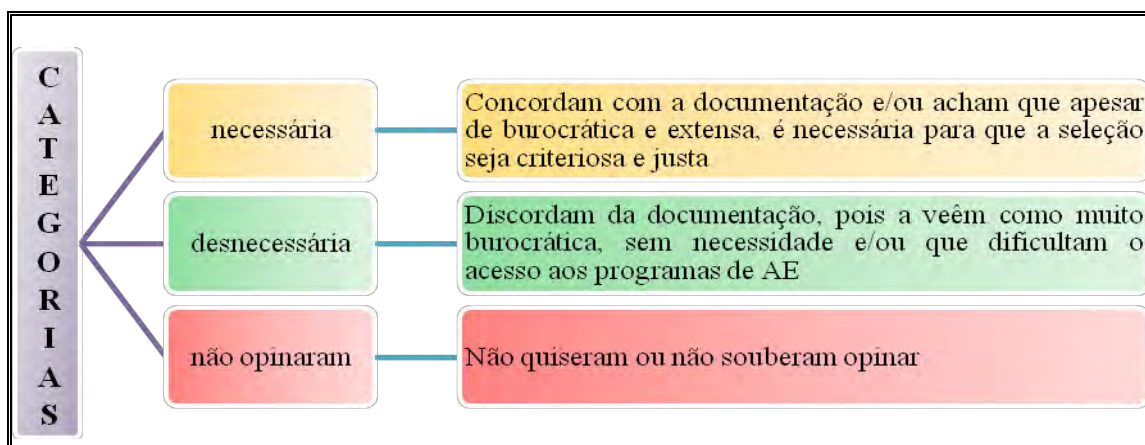 CATEGORIAS
necessária
Concordam com a documentação e/ou acham que apesar
de burocrática e extensa, é necessária para que a seleção
seja criteriosa e justa
desnecessária
Discordam da documentação, pois a veêm como muito
burocrática, sem necessidade e/ou que dificultam o
acesso aos programas de AE
não opinaram
Não quiseram ou não souberam opinar